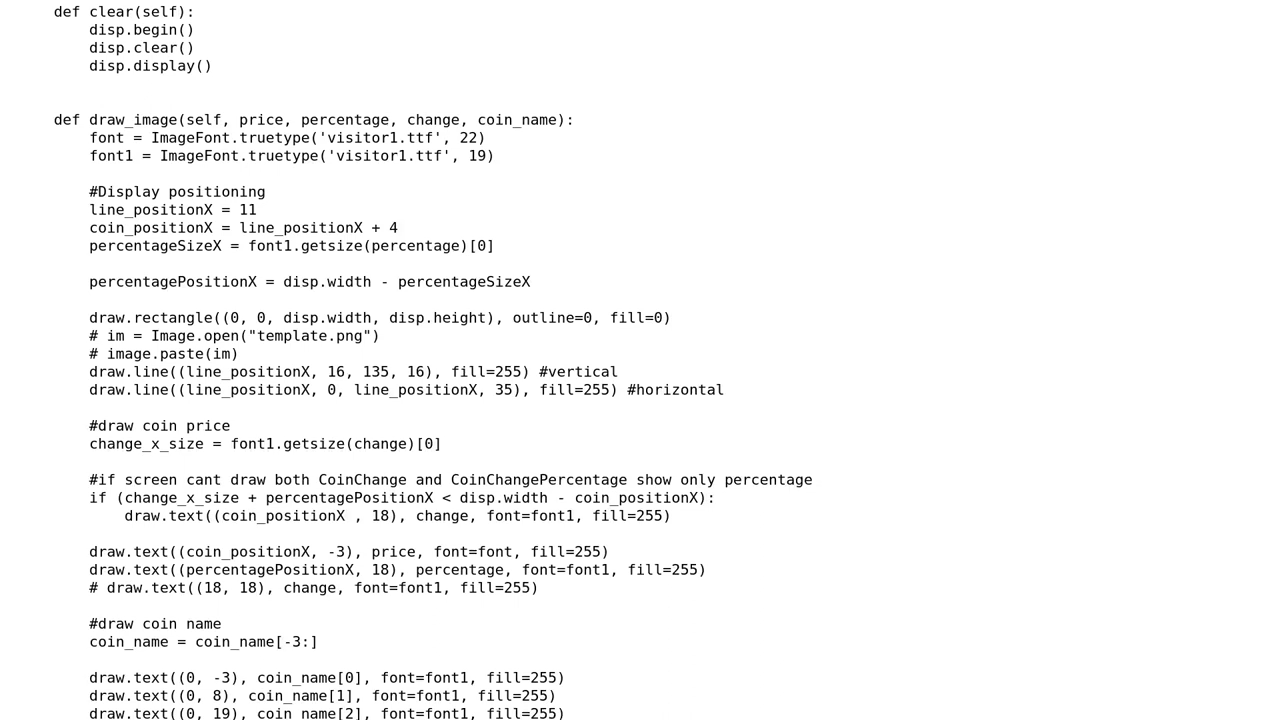 def clear(self):
disp.begin()
disp.clear()
disp.display()
def draw_image(self, price, percentage, change, coin_name):
font = ImageFont.truetype('visitor1.ttf', 22)
font1 = ImageFont.truetype('visitor1.ttf', 19)
#Display positioning
line_positionX = 11
coin_positionX = line_positionX + 4
percentageSizeX = font1.getsize(percentage)[0]
percentagePositionX = disp.width - percentageSizeX
draw.rectangle((0, 0, disp.width, disp.height), outline=0, fill=0)
# im = Image.open("template.png")
# image.paste(im)
draw.line((line_positionX, 16, 135, 16), fill=255) #vertical
draw.line((line_positionX, 0, line_positionX, 35), fill=255) #horizontal
#draw coin price
change_x_size = font1.getsize(change)[0]
#if screen cant draw both CoinChange and CoinChangePercentage show only percentage
if (change_x_size + percentagePositionX < disp.width - coin_positionX):
draw.text((coin_positionX , 18), change, font=font1, fill=255)
draw.text((coin_positionX, -3), price, font=font, fill=255)
draw.text((percentagePositionX, 18), percentage, font=font1, fill=255)
# draw.text((18, 18), change, font=font1, fill=255)
#draw coin name
coin_name = coin_name[-3:]
draw.text((0, -3), coin_name[0], font=font1, fill=255)
draw.text((0, 8), coin_name[1], font=font1, fill=255)
draw.text((0, 19), coin_name[2], font=font1, fill=255)